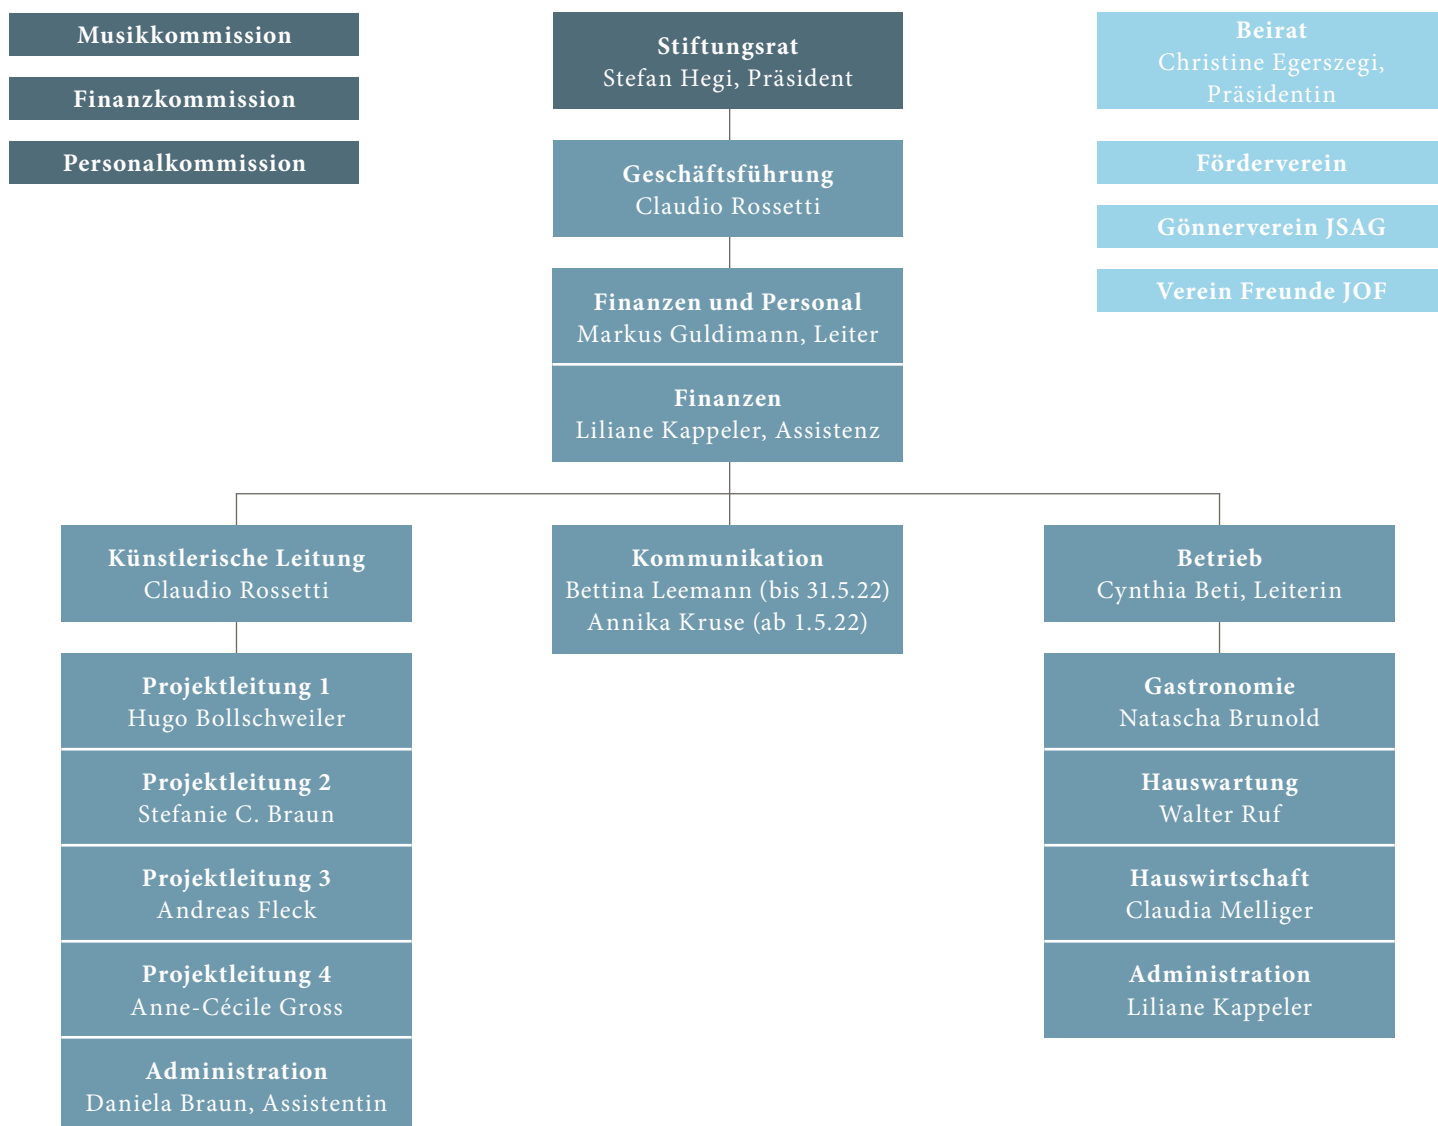 Musikkommission
Finanzkommission
Personalkommission
Stiftungsrat
Stefan Hegi, Präsident
Beirat
Christine Egerszegi,
Präsidentin
Förderverein
Gönnerverein JSAG
Verein Freunde JOF
Geschäftsführung
Claudio Rossetti
Finanzen und Personal
Markus Guldimann, Leiter
Finanzen
Liliane Kappeler, Assistenz
Künstlerische Leitung
Claudio Rossetti
Projektleitung 1
Hugo Bollschweiler
Projektleitung 2
Stefanie C. Braun
Projektleitung 3
Andreas Fleck
Projektleitung 4
Anne-Cécile Gross
Administration
Daniela Braun, Assistentin
Kommunikation
Bettina Leemann (bis 31.5.22)
Annika Kruse (ab 1.5.22)
Betrieb
Cynthia Beti, Leiterin
Gastronomie
Natascha Brunold
Hauswartung
Walter Ruf
Hauswirtschaft
Claudia Melliger
Administration
Liliane Kappeler